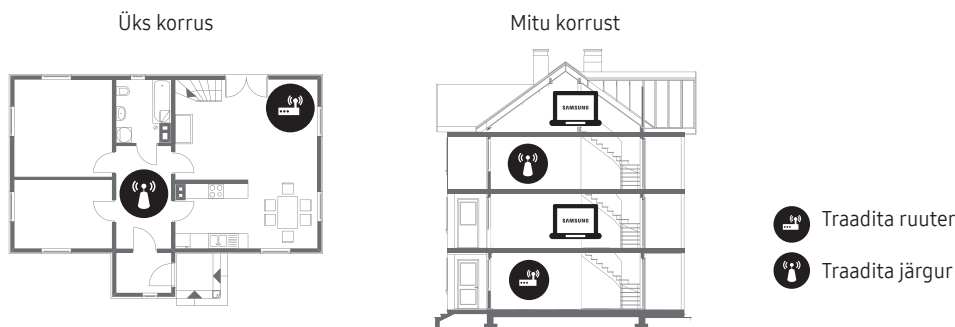 Üks korrus
Mitu korrust
SAMSUNG
SAMSUNG
Traadita ruuter
Traadita järgur